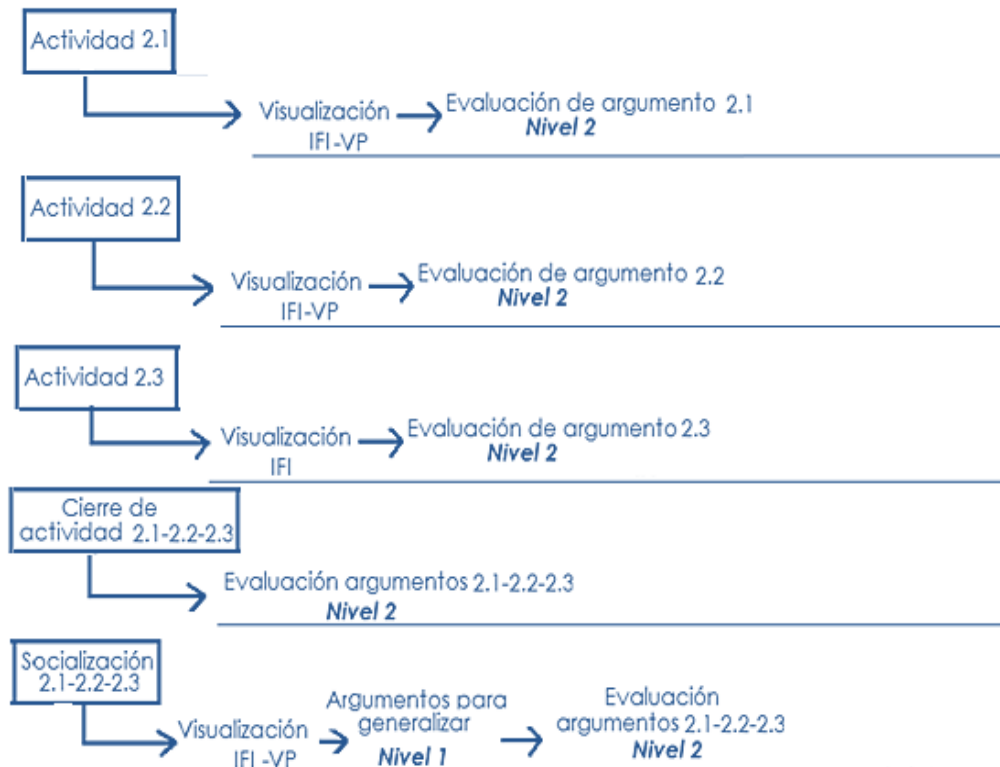 Actividad 2.1
Visualización
IFI-VP
Evaluación de argumento 2.1
Nivel 2
Actividad 2.2
Visualización
IFI-VP
Evaluación de argumento 2.2
Nivel 2
Actividad 2.3
Visualización
IFI
Evaluación de argumento 2.3
Nivel 2
Cierre de
actividad 2.1-2.2-2.3
Evaluación argumentos 2.1-2.2-2.3
Nivel 2
Socialización
2.1-2.2-2.3
Visualización
IFI -VP
Argumentos para
generalizar
Nivel 1
Evaluación
argumentos 2.1-2.2-2.3
Nivel 2